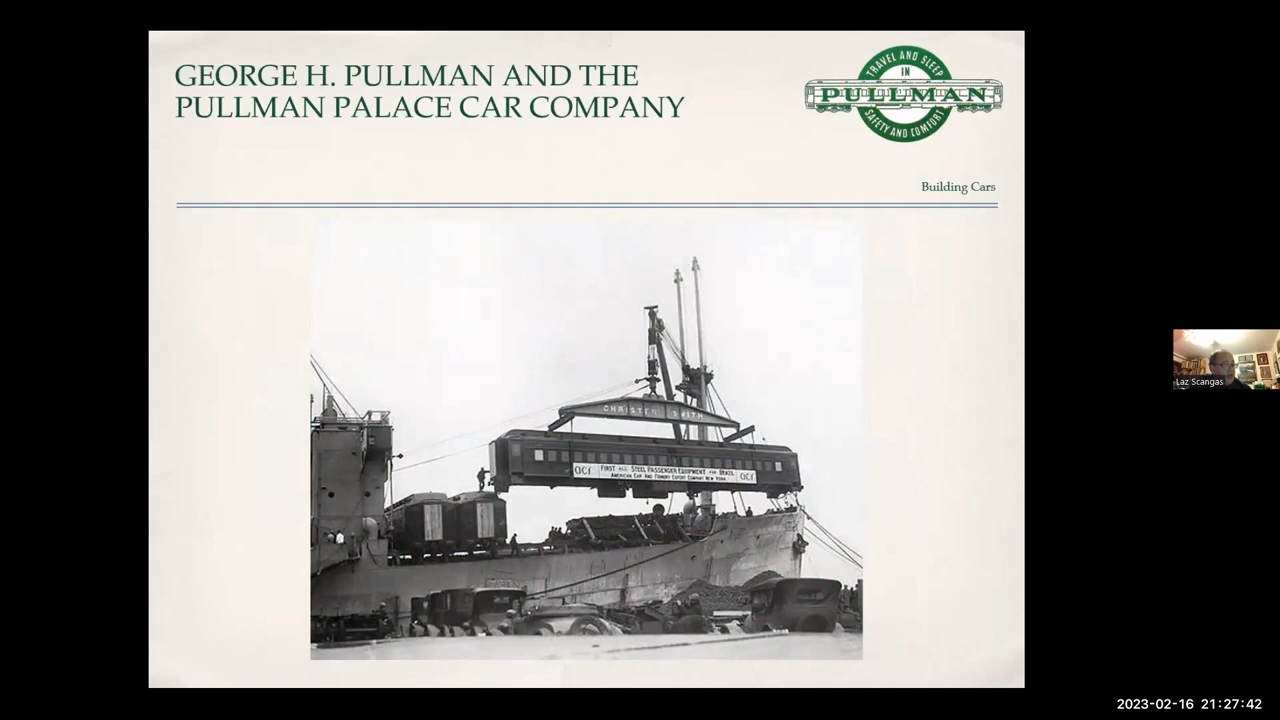 GEORGE H. PULLMAN AND THE
PULLMAN PALACE CAR COMPANY
TRAVEL AND SLEEP
IN
PULLMAN
SAFETY AND COMFORT
Building Cars
CHRISTEN SMITH
acf
FIRST ALL STEEL PASSENGER EQUIPMENT FOR BRAZIL
AMERICAN CAR AND FOUNDRY EXPORT COMPANY NEW YORK
acf
Laz Scangas
2023-02-16 21:27:42